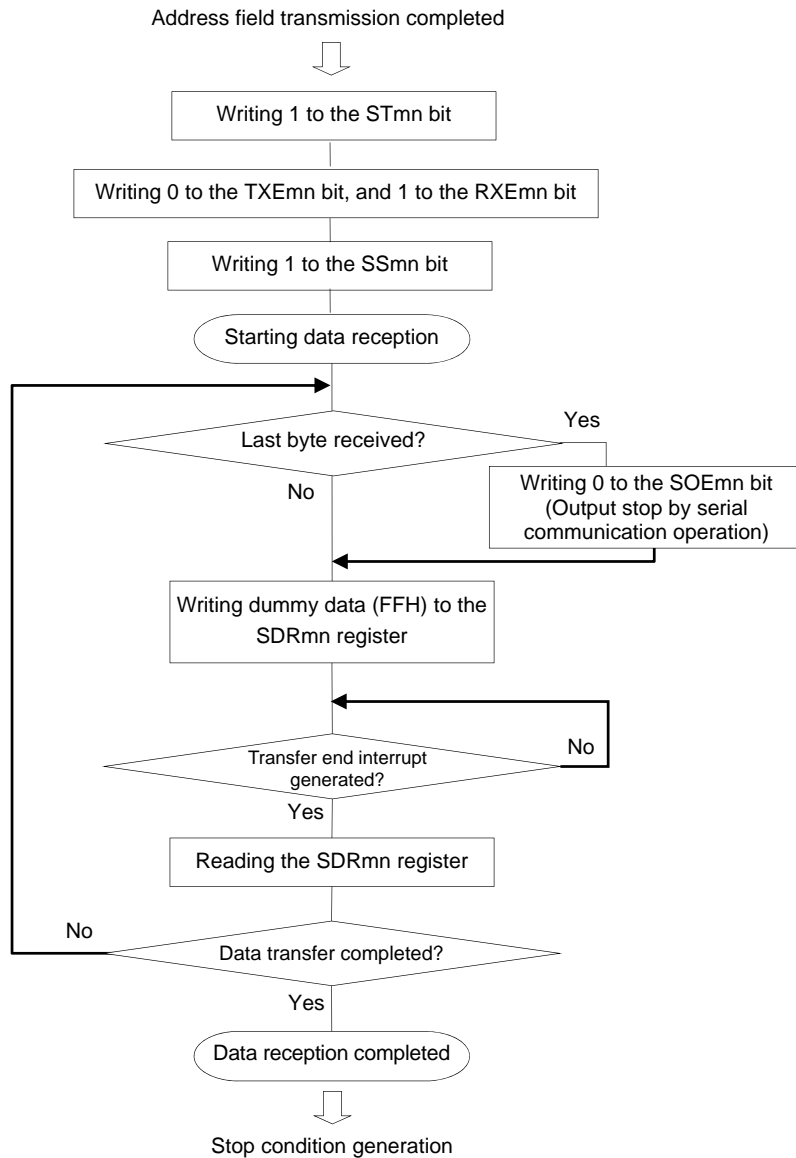 Address field transmission completed
Writing 1 to the STmn bit
Writing 0 to the TXEmn bit, and 1 to the RXEmn bit
Writing 1 to the SSmn bit
Starting data reception
Last byte received?
Yes
No
Writing 0 to the SOEmn bit
(Output stop by serial
communication operation)
Writing dummy data (FFH) to the
SDRmn register
Transfer end interrupt
generated?
No
Yes
Reading the SDRmn register
No
Data transfer completed?
Yes
Data reception completed
Stop condition generation